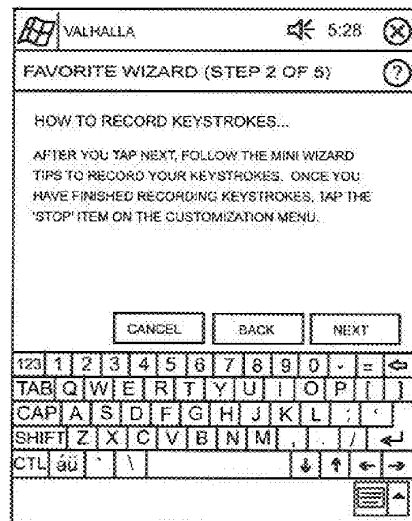 VALHALLA 5:28
FAVORITE WIZARD (STEP 2 OF 5)
HOW TO RECORD KEYSTROKES...
AFTER YOU TAP NEXT, FOLLOW THE MINI WIZARD
TIPS TO RECORD YOUR KEYSTROKES. ONCE YOU
HAVE FINISHED RECORDING KEYSTROKES, TAP THE
'STOP' ITEM ON THE CUSTOMIZATION MENU.
CANCEL BACK NEXT
123 1 2 3 4 5 6 7 8 9 0 - =
TAB Q W E R T Y U I O P [ ]
CAP A S D F G H J K L ; '
SHIFT Z X C V B N M , . /
CTL áü ` \